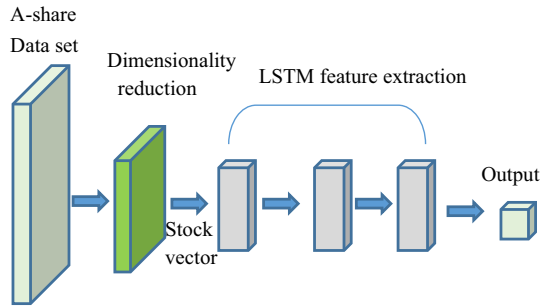 A-share
Data set
Dimensionality
reduction
LSTM feature extraction
Stock
vector
Output